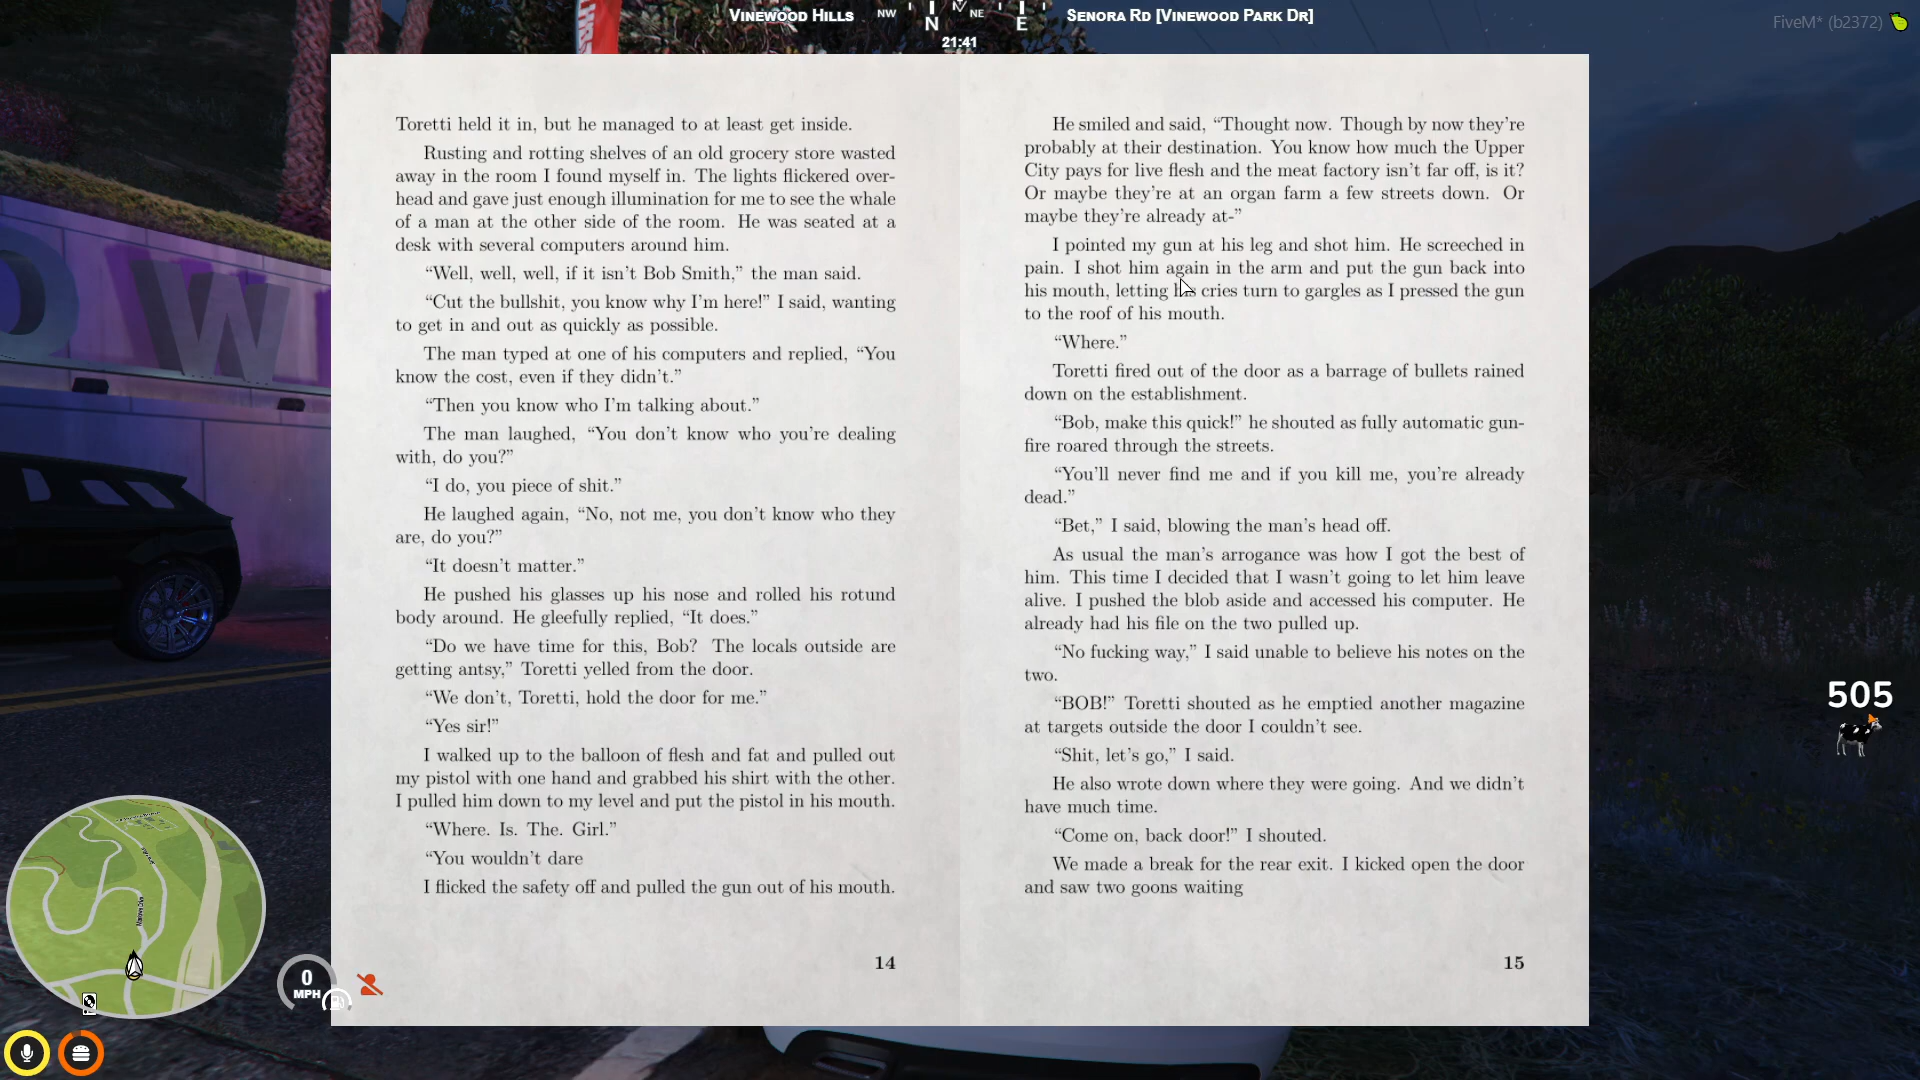 VINEWOOD HILLS
NW
N
NE
E
SENORA RD [VINEWOOD PARK DR]
21:41
FiveM* (b2372)
Toretti held it in, but he managed to at least get inside.
Rusting and rotting shelves of an old grocery store wasted
away in the room I found myself in. The lights flickered over-
head and gave just enough illumination for me to see the whale
of a man at the other side of the room. He was seated at a
desk with several computers around him.
“Well, well, well, if it isn’t Bob Smith,” the man said.
“Cut the bullshit, you know why I’m here!” I said, wanting
to get in and out as quickly as possible.
The man typed at one of his computers and replied, “You
know the cost, even if they didn’t.”
“Then you know who I’m talking about.”
The man laughed, “You don’t know who you’re dealing
with, do you?”
“I do, you piece of shit.”
He laughed again, “No, not me, you don’t know who they
are, do you?”
“It doesn’t matter.”
He pushed his glasses up his nose and rolled his rotund
body around. He gleefully replied, “It does.”
“Do we have time for this, Bob? The locals outside are
getting antsy,” Toretti yelled from the door.
“We don’t, Toretti, hold the door for me.”
“Yes sir!”
I walked up to the balloon of flesh and fat and pulled out
my pistol with one hand and grabbed his shirt with the other.
I pulled him down to my level and put the pistol in his mouth.
“Where. Is. The. Girl.”
“You wouldn’t dare
I flicked the safety off and pulled the gun out of his mouth.
14
He smiled and said, “Thought now. Though by now they’re
probably at their destination. You know how much the Upper
City pays for live flesh and the meat factory isn’t far off, is it?
Or maybe they’re at an organ farm a few streets down. Or
maybe they’re already at-”
I pointed my gun at his leg and shot him. He screeched in
pain. I shot him again in the arm and put the gun back into
his mouth, letting his cries turn to gargles as I pressed the gun
to the roof of his mouth.
“Where.”
Toretti fired out of the door as a barrage of bullets rained
down on the establishment.
“Bob, make this quick!” he shouted as fully automatic gun-
fire roared through the streets.
“You’ll never find me and if you kill me, you’re already
dead.”
“Bet,” I said, blowing the man’s head off.
As usual the man’s arrogance was how I got the best of
him. This time I decided that I wasn’t going to let him leave
alive. I pushed the blob aside and accessed his computer. He
already had his file on the two pulled up.
“No fucking way,” I said unable to believe his notes on the
two.
“BOB!” Toretti shouted as he emptied another magazine
at targets outside the door I couldn’t see.
“Shit, let’s go,” I said.
He also wrote down where they were going. And we didn’t
have much time.
“Come on, back door!” I shouted.
We made a break for the rear exit. I kicked open the door
and saw two goons waiting
15
OW
505
0
MPH